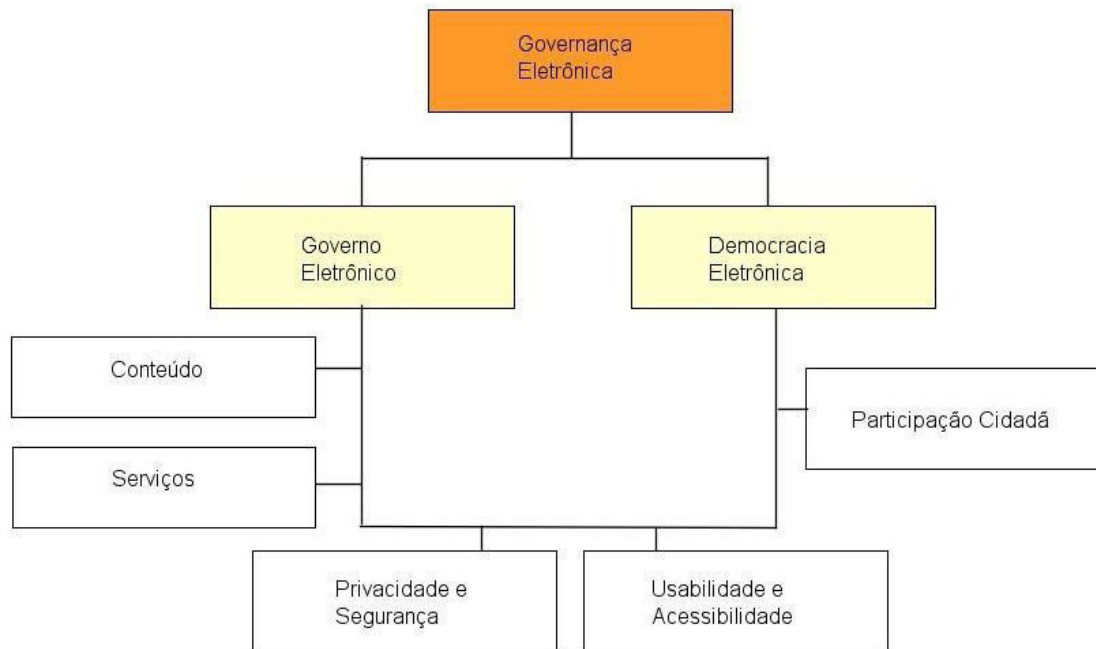 Governança
Eletrônica
Governo
Eletrônico
Democracia
Eletrônica
Conteúdo
Participação Cidadã
Serviços
Privacidade e
Segurança
Usabilidade e
Acessibilidade